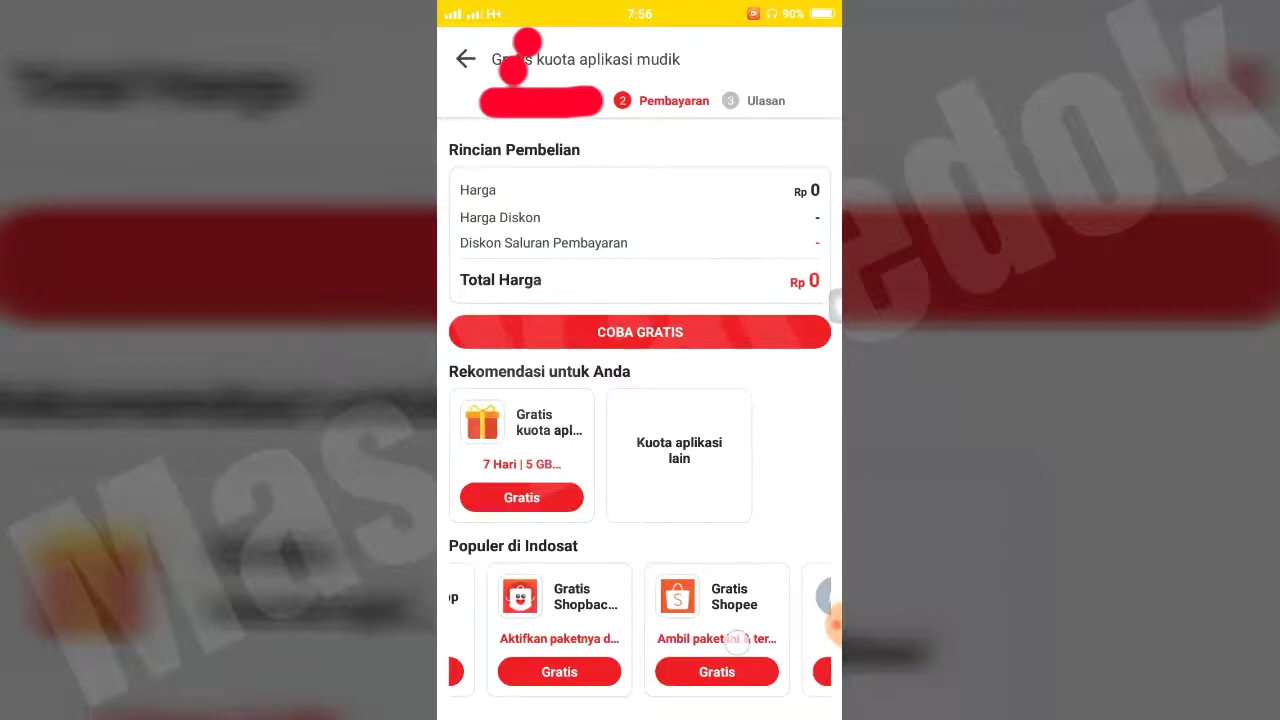 H+
7:56
90%
kuota aplikasi mudik
2 Pembayaran 3 Ulasan
Rincian Pembelian
Harga Rp 0
Harga Diskon -
Diskon Saluran Pembayaran -
Total Harga Rp 0
COBA GRATIS
Rekomendasi untuk Anda
Gratis
kuota apl...
7 Hari | 5 GB...
Gratis
Kuota aplikasi
lain
Populer di Indosat
Gratis
Shopbac...
Aktifkan paketnya d...
Gratis
Gratis
Shopee
Ambil paket ini & ter...
Gratis